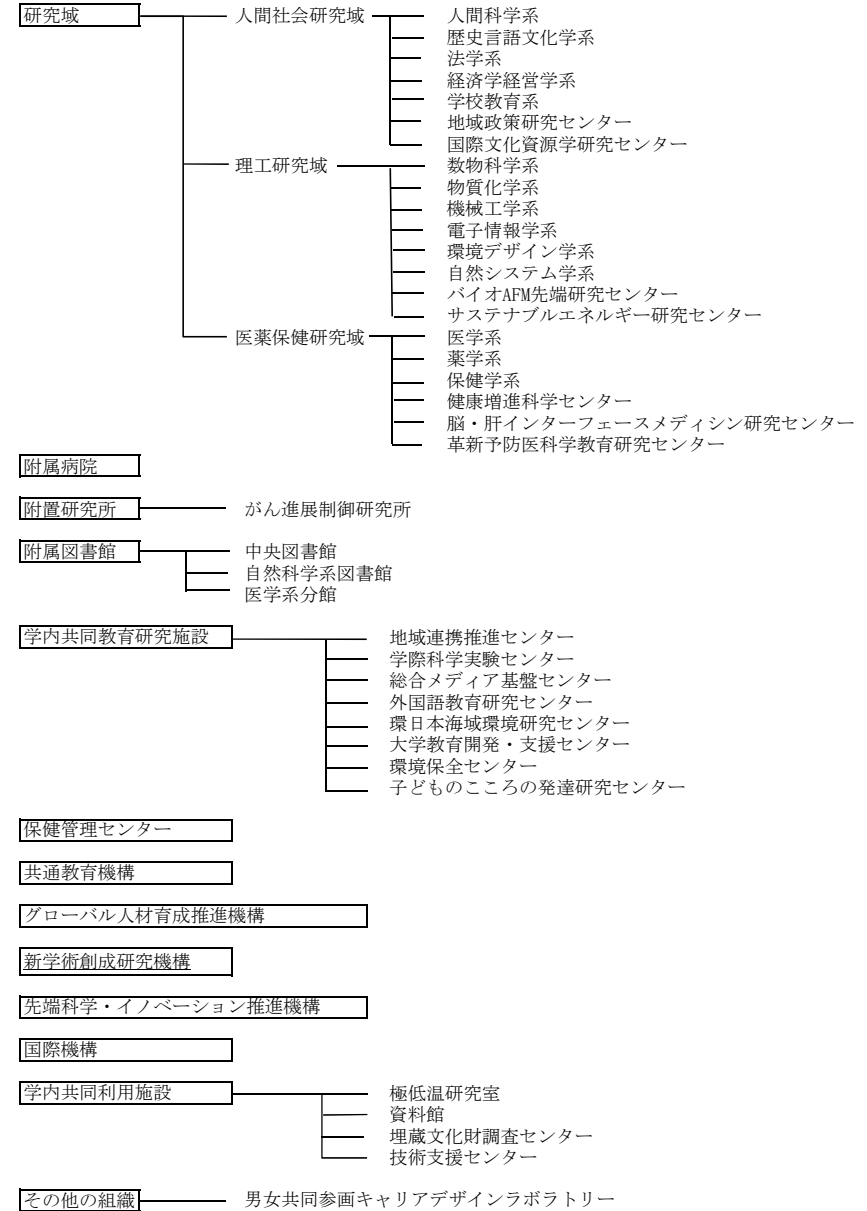 研究域 人間社会研究域 人間科学系
歴史言語文化学系
法学系
経済学経営学系
学校教育系
地域政策研究センター
国際文化資源学研究センター
理工研究域 数物科学系
物質化学系
機械工学系
電子情報学系
環境デザイン学系
自然システム学系
バイオAFM先端研究センター
サステナブルエネルギー研究センター
医薬保健研究域 医学系
薬学系
保健学系
健康増進科学センター
脳・肝インターフェースメディシン研究センター
革新予防医科学教育研究センター
附属病院
附置研究所 がん進展制御研究所
附属図書館 中央図書館
自然科学系図書館
医学系分館
学内共同教育研究施設 地域連携推進センター
学際科学実験センター
総合メディア基盤センター
外国語教育研究センター
環日本海域環境研究センター
大学教育開発・支援センター
環境保全センター
子どものこころの発達研究センター
保健管理センター
共通教育機構
グローバル人材育成推進機構
新学術創成研究機構
先端科学・イノベーション推進機構
国際機構
学内共同利用施設 極低温研究室
資料館
埋蔵文化財調査センター
技術支援センター
その他の組織 男女共同参画キャリアデザインラボラトリー